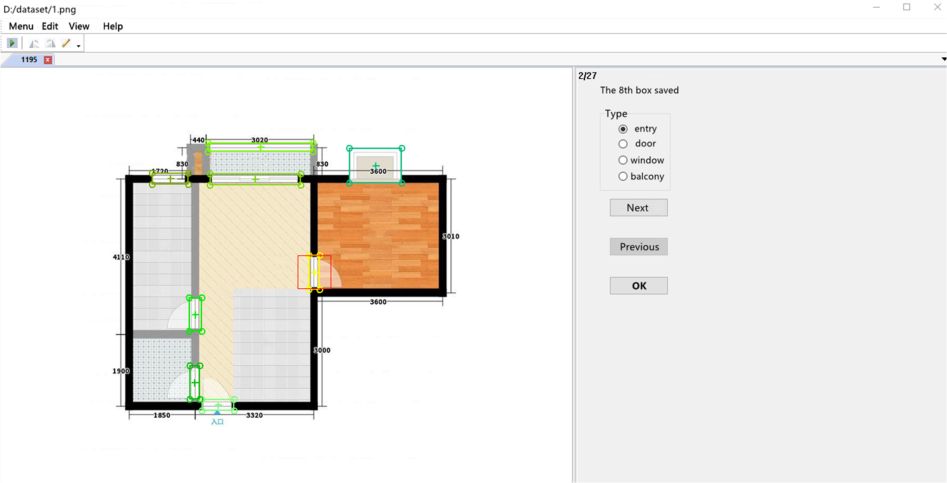 D:/dataset/1.png
Menu Edit View Help
1195
2/27
The 8th box saved
Type
entry
door
window
balcony
Next
Previous
OK
440 3020
830 830
1720 3600
3010
4110
3600
3000
1900
1850 3320
入口